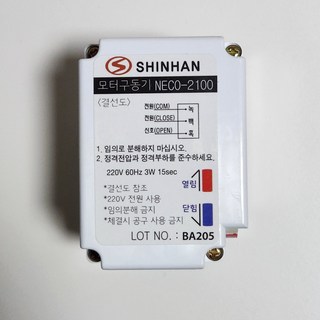 SHINHAN
모터구동기 NECO-2100
<결선도>
전원(COM) 녹
전원(CLOSE) 백
신호(OPEN) 흑
1. 임의로 분해하지 마십시오.
2. 정격전압과 정격부하를 준수하세요.
220V 60Hz 3W 15sec
*결선도 참조
*220V 전원 사용
*임의분해 금지
*체결시 공구 사용 금지
열림
닫힘
LOT NO. : BA205